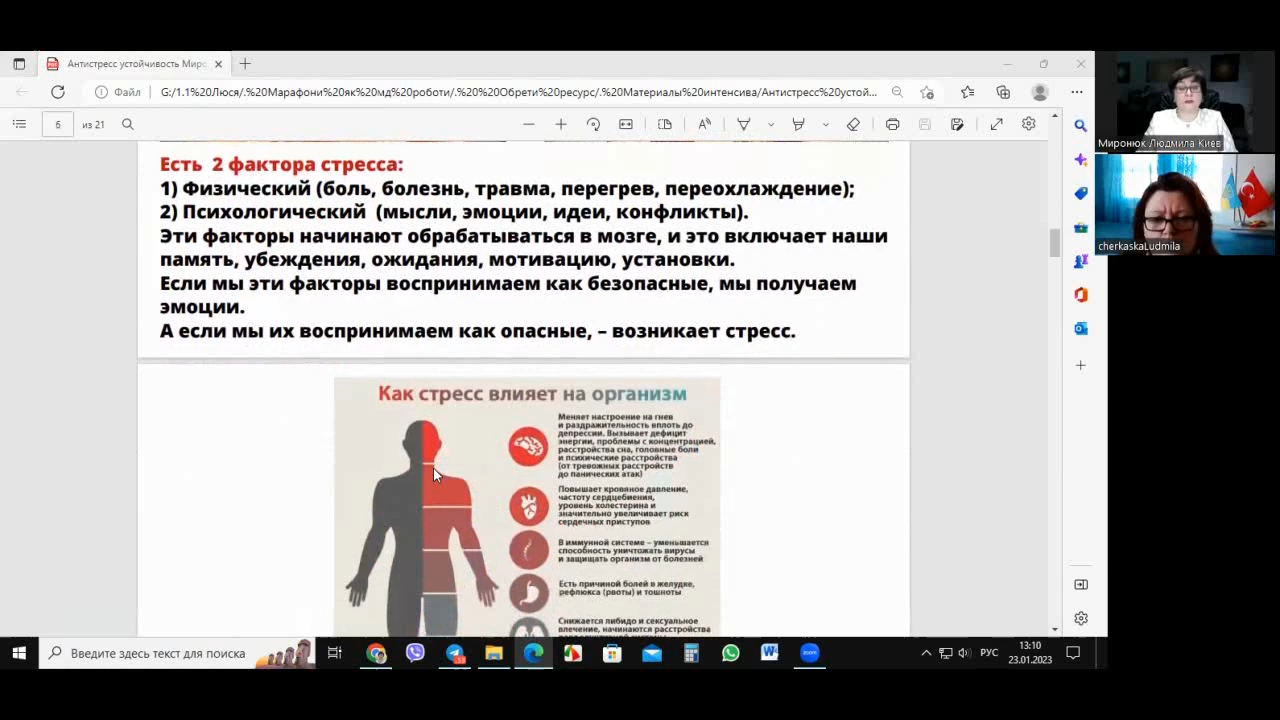 Антистресс устойчивость Миро
Файл
G:/1.1%20Люся/.%20Марафони%20як%20мд%20роботи/.%20%20Обрети%20ресурс/.%20Материалы%20интенсива/Антистресс%20устой...
6 из 21
Есть 2 фактора стресса:
1) Физический (боль, болезнь, травма, перегрев, переохлаждение);
2) Психологический (мысли, эмоции, идеи, конфликты).
Эти факторы начинают обрабатываться в мозге, и это включает наши
память, убеждения, ожидания, мотивацию, установки.
Если мы эти факторы воспринимаем как безопасные, мы получаем
эмоции.
А если мы их воспринимаем как опасные, – возникает стресс.
Как стресс влияет на организм
Меняет настроение на гнев
и раздражительность вплоть до
депрессии. Вызывает дефицит
энергии, проблемы с концентрацией,
расстройства сна, головные боли
и психические расстройства
(от тревожных расстройств
до панических атак)
Повышает кровяное давление,
частоту сердцебиения,
уровень холестерина и
значительно увеличивает риск
сердечных приступов
В иммунной системе – уменьшается
способность уничтожать вирусы
и защищать организм от болезней
Есть причиной болей в желудке,
рефлюкса (рвоты) и тошноты
Снижается либидо и сексуальное
влечение, начинаются расстройства
Миронюк Людмила Киев
cherkaskaLudmila
Введите здесь текст для поиска
zoom
РУС
13:10
23.01.2023